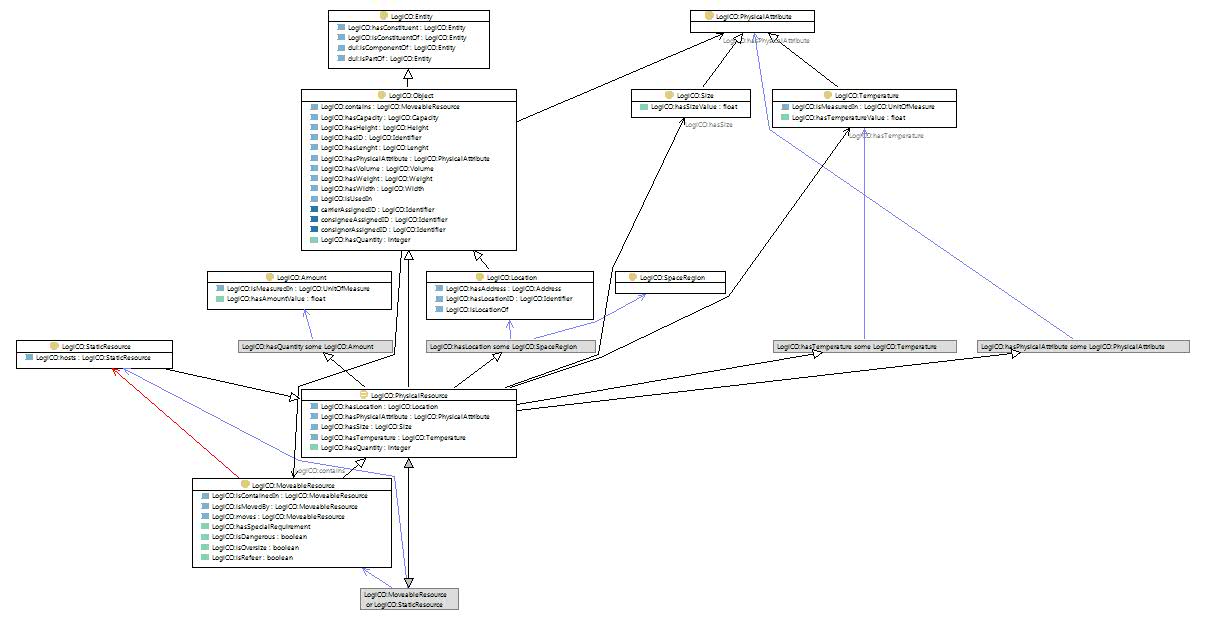 LogiCO:Entity
LogiCO:hasConstituent : LogiCO:Entity
LogiCO:isConstituentOf : LogiCO:Entity
dul:isComponentOf : LogiCO:Entity
dul:isPartOf : LogiCO:Entity
LogiCO:PhysicalAttribute
LogiCO:hasPhysicalAttribute
LogiCO:Object
LogiCO:contains : LogiCO:MoveableResource
LogiCO:hasCapacity : LogiCO:Capacity
LogiCO:hasHeight : LogiCO:Height
LogiCO:hasID : LogiCO:Identifier
LogiCO:hasLenght : LogiCO:Lenght
LogiCO:hasPhysicalAttribute : LogiCO:PhysicalAttribute
LogiCO:hasVolume : LogiCO:Volume
LogiCO:hasWeight : LogiCO:Weight
LogiCO:hasWidth : LogiCO:Width
LogiCO:isUsedIn
carrierAssignedID : LogiCO:Identifier
consigneeAssignedID : LogiCO:Identifier
consignorAssignedID : LogiCO:Identifier
LogiCO:hasQuantity : integer
LogiCO:Size
LogiCO:hasSizeValue : float
LogiCO:hasSize
LogiCO:Temperature
LogiCO:isMeasuredIn : LogiCO:UnitOfMeasure
LogiCO:hasTemperatureValue : float
LogiCO:hasTemperature
LogiCO:Amount
LogiCO:isMeasuredIn : LogiCO:UnitOfMeasure
LogiCO:hasAmountValue : float
LogiCO:Location
LogiCO:hasAddress : LogiCO:Address
LogiCO:hasLocationID : LogiCO:Identifier
LogiCO:isLocationOf
LogiCO:SpaceRegion
LogiCO:StaticResource
LogiCO:hosts : LogiCO:StaticResource
LogiCO:hasQuantity some LogiCO:Amount
LogiCO:hasLocation some LogiCO:SpaceRegion
LogiCO:hasTemperature some LogiCO:Temperature
LogiCO:hasPhysicalAttribute some LogiCO:PhysicalAttribute
LogiCO:PhysicalResource
LogiCO:hasLocation : LogiCO:Location
LogiCO:hasPhysicalAttribute : LogiCO:PhysicalAttribute
LogiCO:hasSize : LogiCO:Size
LogiCO:hasTemperature : LogiCO:Temperature
LogiCO:hasQuantity : integer
LogiCO:contains
LogiCO:MoveableResource
LogiCO:isContainedIn : LogiCO:MoveableResource
LogiCO:isMovedBy : LogiCO:MoveableResource
LogiCO:moves : LogiCO:MoveableResource
LogiCO:hasSpecialRequirement
LogiCO:isDangerous : boolean
LogiCO:isOversize : boolean
LogiCO:isReefer : boolean
LogiCO:MoveableResource
or LogiCO:StaticResource